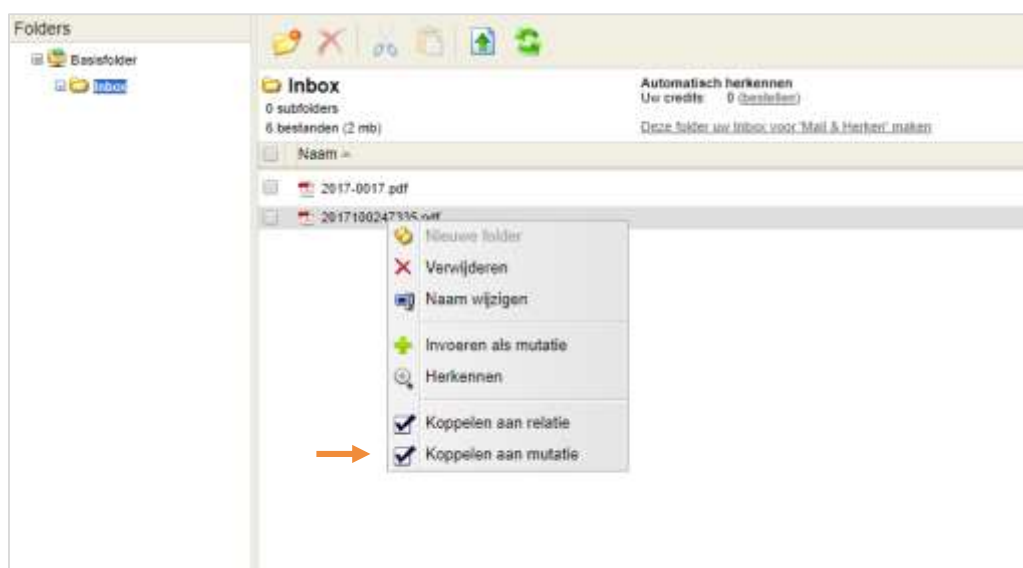 Folders
Basisfolder
Inbox
Inbox
0 subfolders
6 bestanden (2 mb)
Automatisch herkennen
Uw credits: 0 (bestellen)
Deze folder uw Inbox voor 'Mail & Herken' maken
Naam
2017-0017.pdf
2017100247335.pdf
Nieuwe folder
Verwijderen
Naam wijzigen
Invoeren als mutatie
Herkennen
Koppelen aan relatie
Koppelen aan mutatie